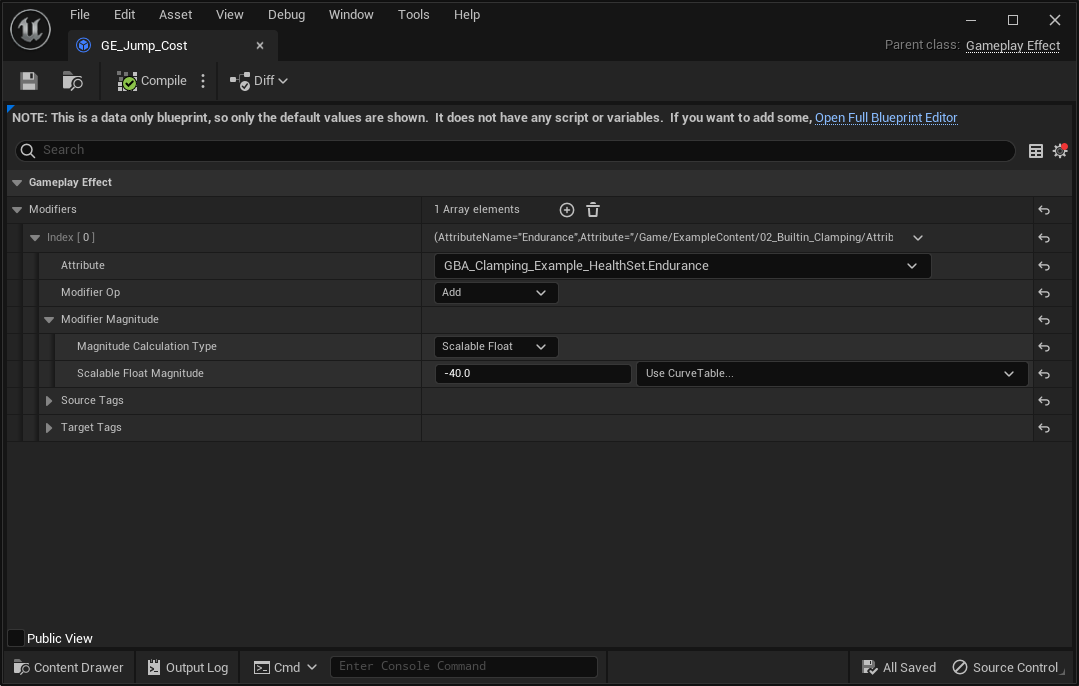 File Edit Asset View Debug Window Tools Help
GE_Jump_Cost
Parent class: Gameplay Effect
Compile Diff
NOTE: This is a data only blueprint, so only the default values are shown.  It does not have any script or variables.  If you want to add some, Open Full Blueprint Editor
Search
Gameplay Effect
Modifiers 1 Array elements
Index [ 0 ] (AttributeName="Endurance",Attribute="/Game/ExampleContent/02_Builtin_Clamping/Attrib
Attribute GBA_Clamping_Example_HealthSet.Endurance
Modifier Op Add
Modifier Magnitude
Magnitude Calculation Type Scalable Float
Scalable Float Magnitude -40.0 Use CurveTable...
Source Tags
Target Tags
Public View
Content Drawer Output Log Cmd Enter Console Command All Saved Source Control